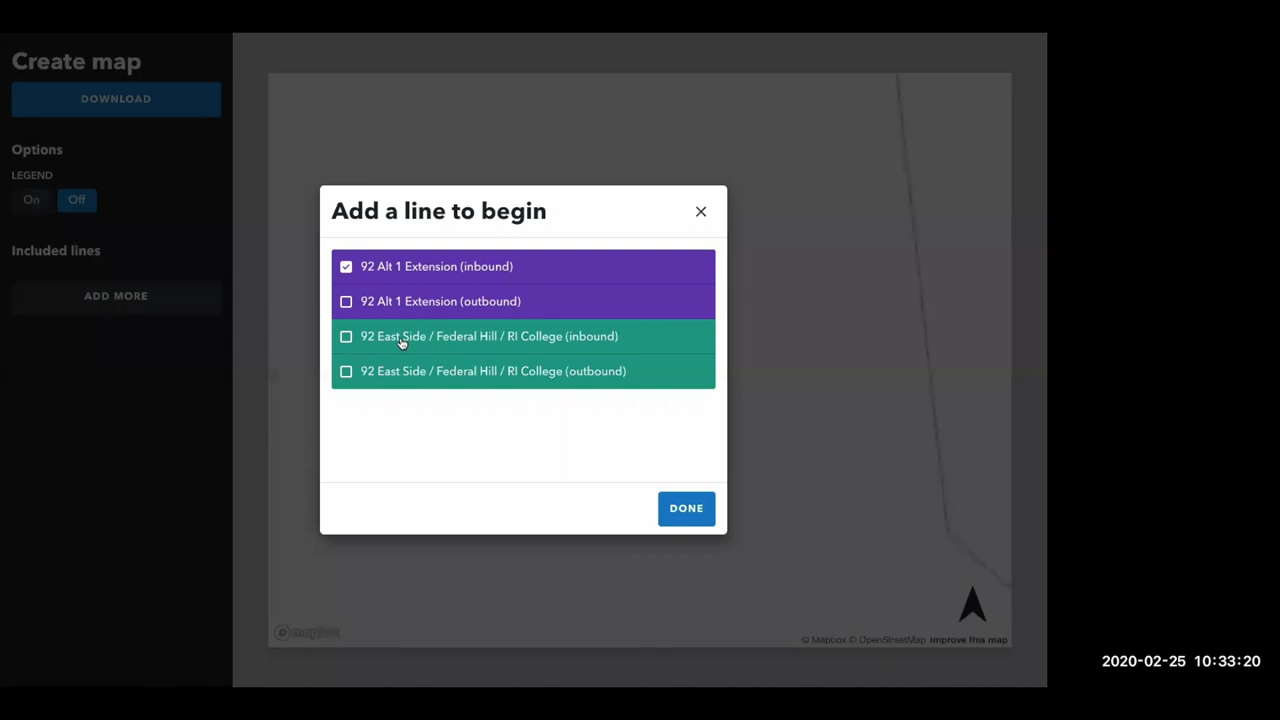 Create map
DOWNLOAD
Options
LEGEND
On Off
Included lines
ADD MORE
Add a line to begin
92 Alt 1 Extension (inbound)
92 Alt 1 Extension (outbound)
92 East Side / Federal Hill / RI College (inbound)
92 East Side / Federal Hill / RI College (outbound)
DONE
mapbox
© Mapbox © OpenStreetMap Improve this map
2020-02-25 10:33:20